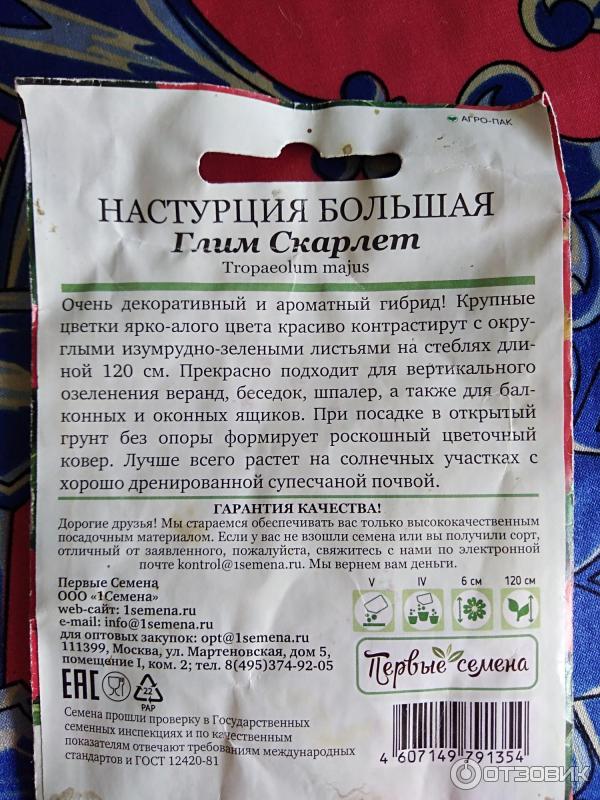 АГРО-ПАК
НАСТУРЦИЯ БОЛЬШАЯ
Глим Скарлет
Tropaeolum majus
Очень декоративный и ароматный гибрид! Крупные
цветки ярко-алого цвета красиво контрастирут с окру-
глыми изумрудно-зелеными листьями на стеблях дли-
ной 120 см. Прекрасно подходит для вертикального
озеленения веранд, беседок, шпалер, а также для бал-
конных и оконных ящиков. При посадке в открытый
грунт без опоры формирует роскошный цветочный
ковер. Лучше всего растет на солнечных участках с
хорошо дренированной супесчаной почвой.
ГАРАНТИЯ КАЧЕСТВА!
Дорогие друзья! Мы стараемся обеспечивать вас только высококачественным
посадочным материалом. Если у вас не взошли семена или вы получили сорт,
отличный от заявленного, пожалуйста, свяжитесь с нами по электронной
почте kontrol@1semena.ru. Мы вернем вам деньги.
Первые Семена
ООО «1Семена»
web-сайт: 1semena.ru
e-mail: info@1semena.ru
для оптовых закупок: opt@1semena.ru
111399, Москва, ул. Мартеновская, дом 5,
помещение I, ком. 2; тел. 8(495)374-92-05
V IV 6 см 120 см
Первые семена
EAC 22 PAP
Семена прошли проверку в Государственных
семенных инспекциях и по качественным
показателям отвечают требованиям международных
стандартов и ГОСТ 12420-81
4 607149 791354
ОТЗОВИК